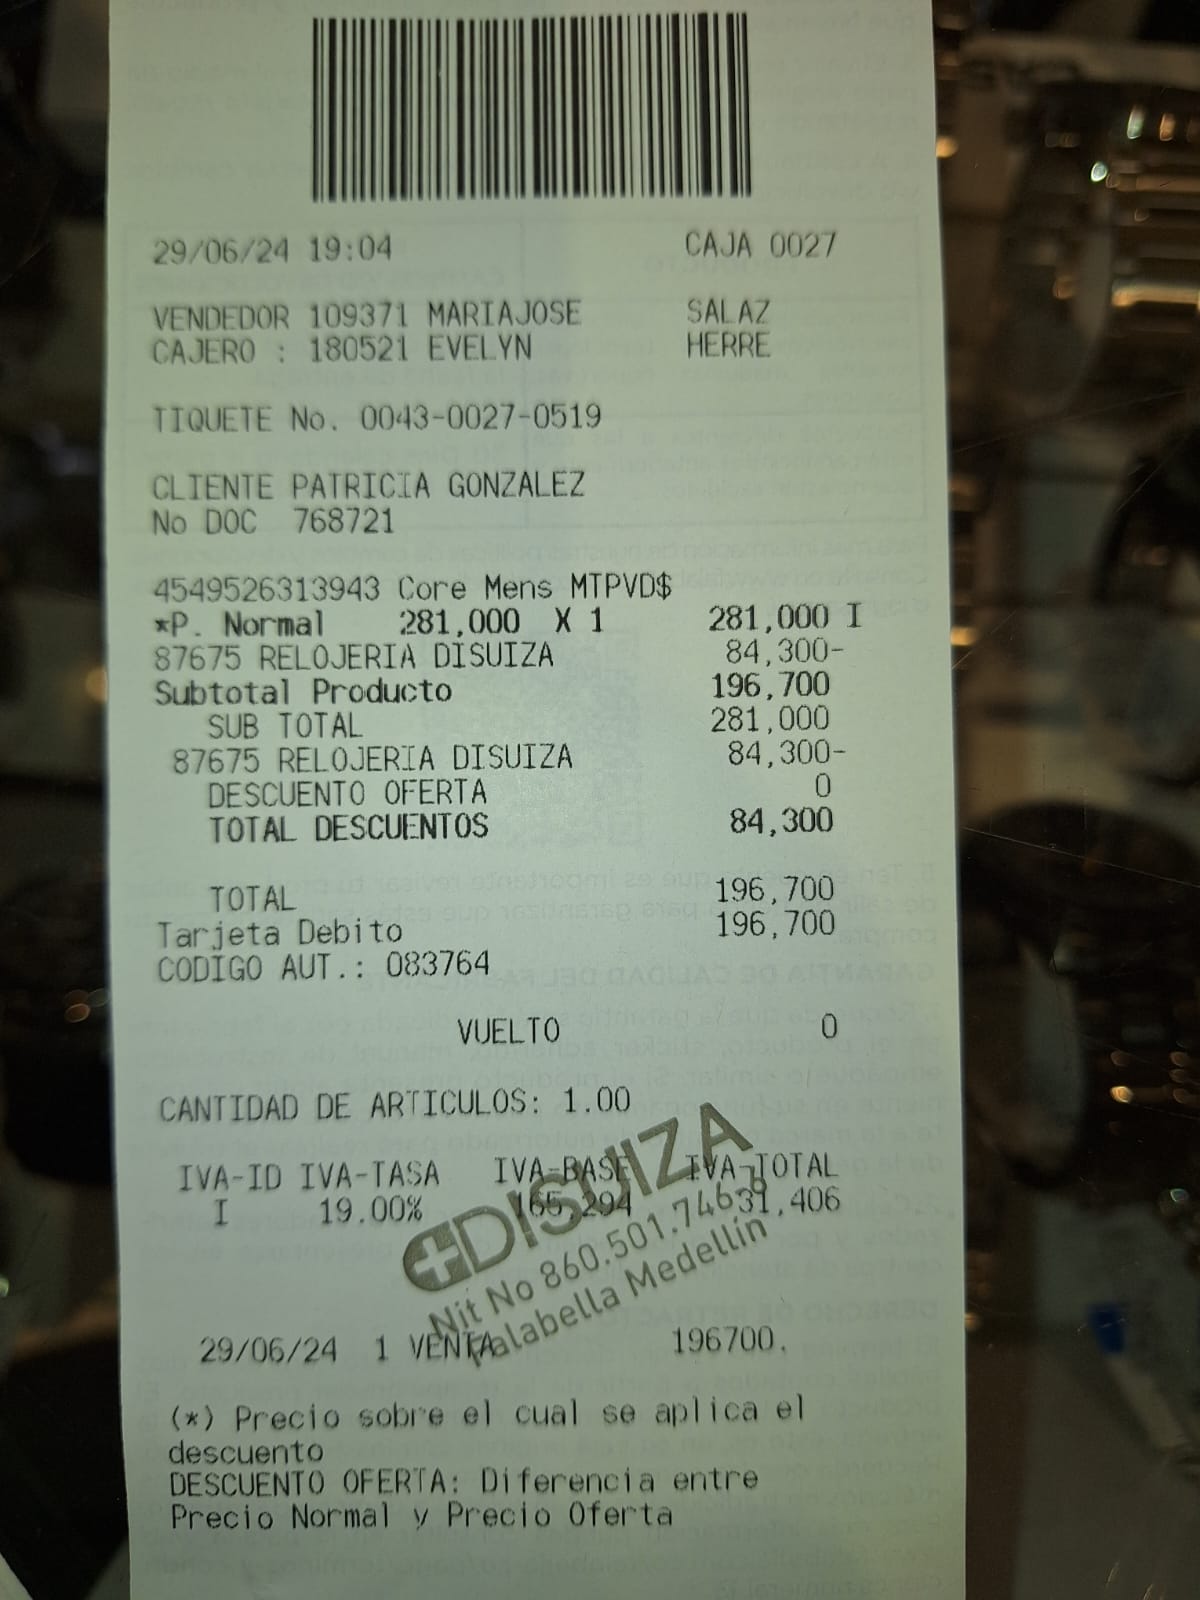 29/06/24 19:04 CAJA 0027
VENDEDOR 109371 MARIAJOSE SALAZ
CAJERO : 180521 EVELYN HERRE
TIQUETE No. 0043-0027-0519
CLIENTE PATRICIA GONZALEZ
No DOC 768721
4549526313943 Core Mens MTPVD$
*P. Normal 281,000 X 1 281,000 I
87675 RELOJERIA DISUIZA 84,300-
Subtotal Producto 196,700
SUB TOTAL 281,000
87675 RELOJERIA DISUIZA 84,300-
DESCUENTO OFERTA 0
TOTAL DESCUENTOS 84,300
TOTAL 196,700
Tarjeta Debito 196,700
CODIGO AUT.: 083764
VUELTO 0
CANTIDAD DE ARTICULOS: 1.00
IVA-ID IVA-TASA IVA-BASE IVA-TOTAL
I 19.00% 165,294 31,406
DISUIZA
Nit No 860.501.746
Falabella Medellín
29/06/24 1 VENTA 196700.
(*) Precio sobre el cual se aplica el
descuento
DESCUENTO OFERTA: Diferencia entre
Precio Normal y Precio Oferta